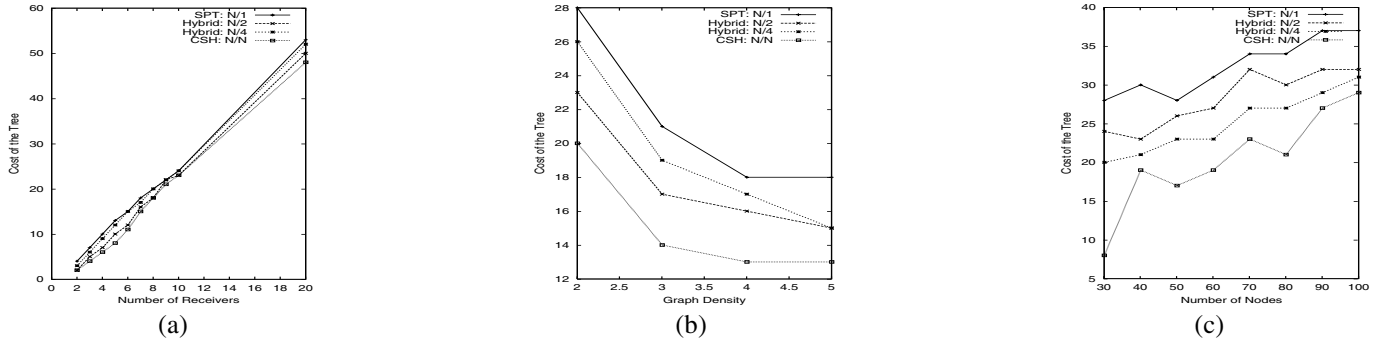 60
50
40
30
20
10
0
Cost of the Tree
SPT: N/1
Hybrid: N/2
Hybrid: N/4
CSH: N/N
0 2 4 6 8 10 12 14 16 18 20
Number of Receivers
(a)
28
26
24
22
20
18
16
14
12
Cost of the Tree
SPT: N/1
Hybrid: N/2
Hybrid: N/4
CSH: N/N
2 2.5 3 3.5 4 4.5 5
Graph Density
(b)
40
35
30
25
20
15
10
5
Cost of the Tree
SPT: N/1
Hybrid: N/2
Hybrid: N/4
CSH: N/N
30 40 50 60 70 80 90 100
Number of Nodes
(c)